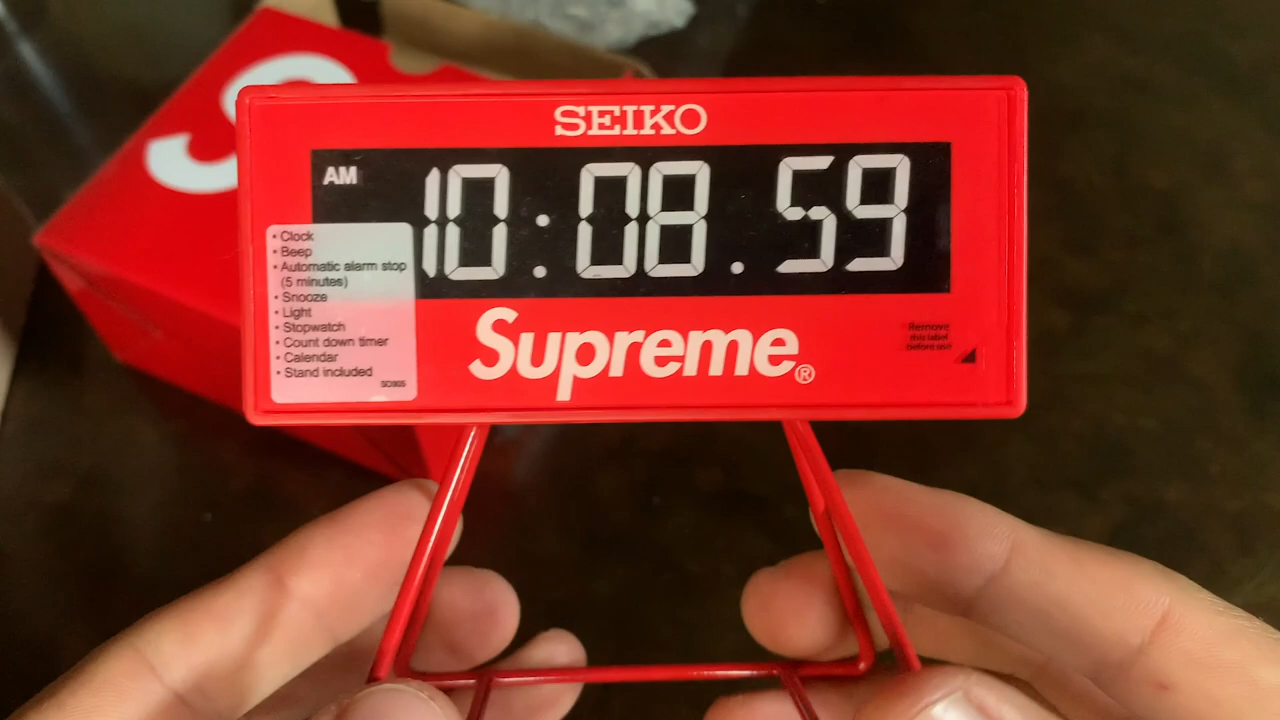 SEIKO
AM
10:08.59
• Clock
• Beep
• Automatic alarm stop
(5 minutes)
• Snooze
• Light
• Stopwatch
• Count down timer
• Calendar
• Stand included
Supreme®
Remove
this label
before use
S